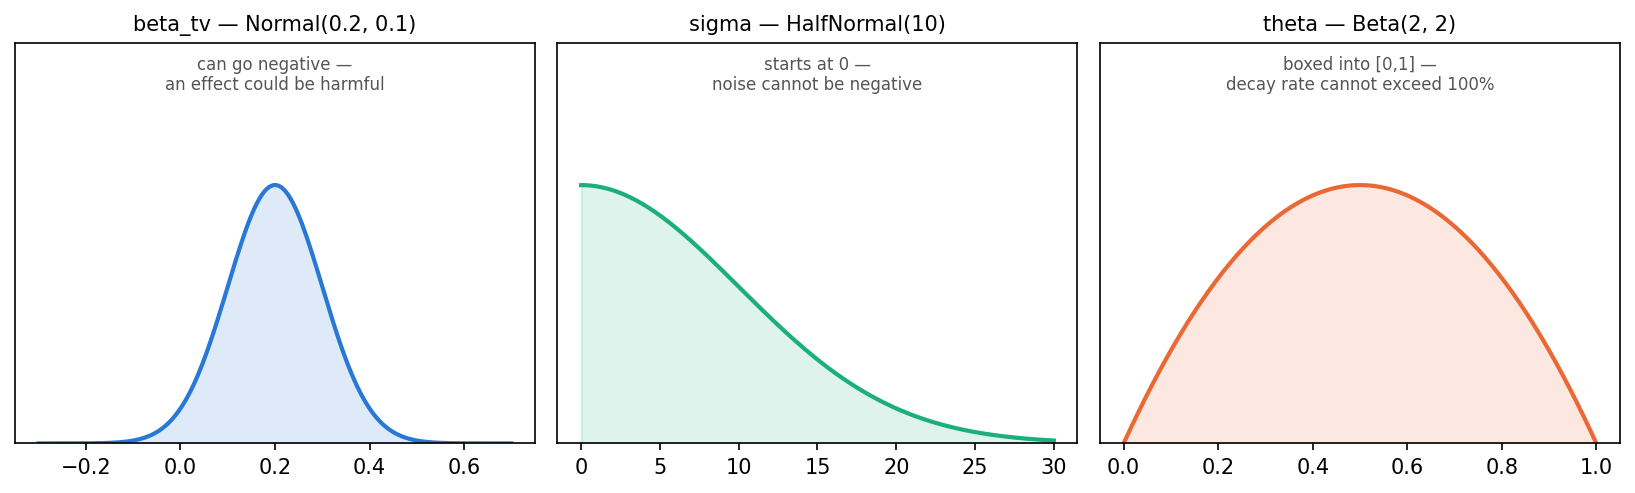 beta_tv — Normal(0.2, 0.1)
can go negative —
an effect could be harmful
−0.2 0.0 0.2 0.4 0.6
sigma — HalfNormal(10)
starts at 0 —
noise cannot be negative
0 5 10 15 20 25 30
theta — Beta(2, 2)
boxed into [0,1] —
decay rate cannot exceed 100%
0.0 0.2 0.4 0.6 0.8 1.0